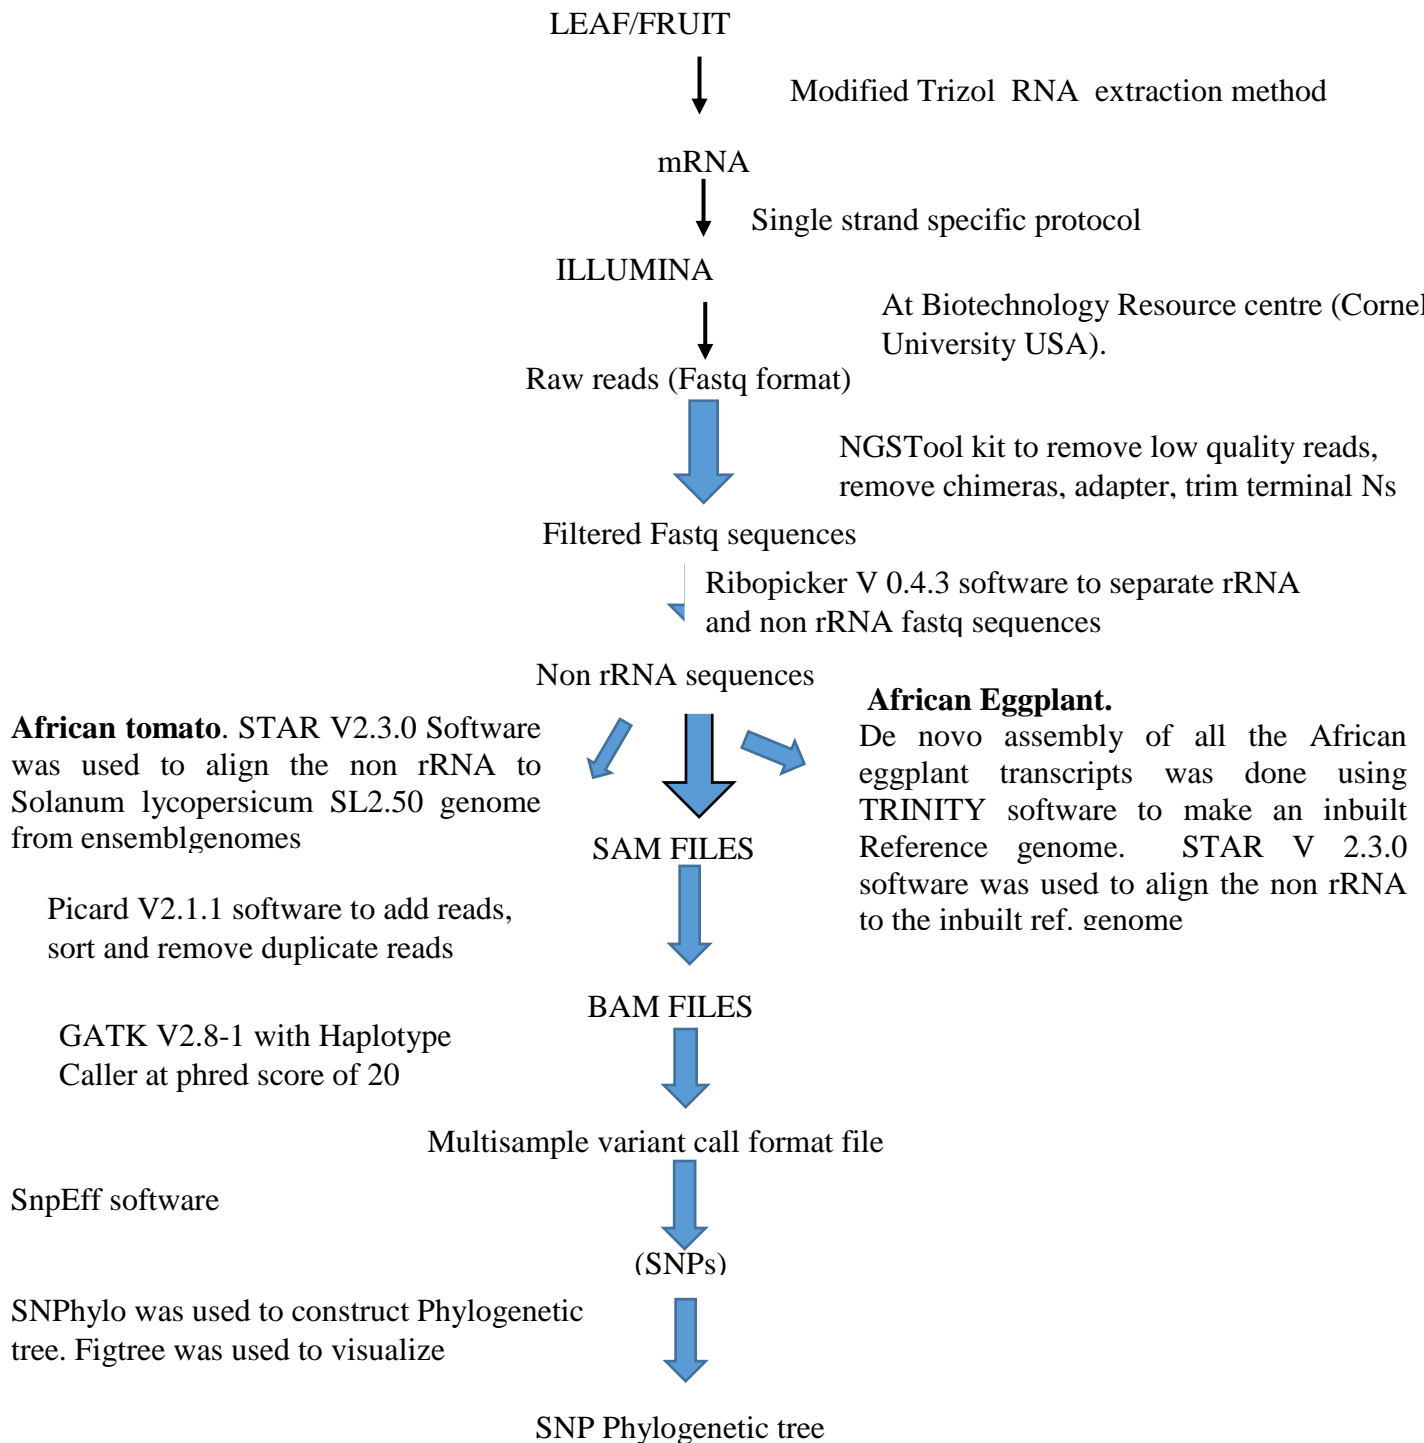 LEAF/FRUIT
Modified Trizol RNA extraction method
mRNA
Single strand specific protocol
ILLUMINA
At Biotechnology Resource centre (Cornel
University USA).
Raw reads (Fastq format)
NGSTool kit to remove low quality reads,
remove chimeras, adapter, trim terminal Ns
Filtered Fastq sequences
Ribopicker V 0.4.3 software to separate rRNA
and non rRNA fastq sequences
Non rRNA sequences
African tomato. STAR V2.3.0 Software
was used to align the non rRNA to
Solanum lycopersicum SL2.50 genome
from ensemblgenomes
African Eggplant.
De novo assembly of all the African
eggplant transcripts was done using
TRINITY software to make an inbuilt
Reference genome. STAR V 2.3.0
software was used to align the non rRNA
to the inbuilt ref. genome
SAM FILES
Picard V2.1.1 software to add reads,
sort and remove duplicate reads
BAM FILES
GATK V2.8-1 with Haplotype
Caller at phred score of 20
Multisample variant call format file
SnpEff software
(SNPs)
SNPhylo was used to construct Phylogenetic
tree. Figtree was used to visualize
SNP Phylogenetic tree